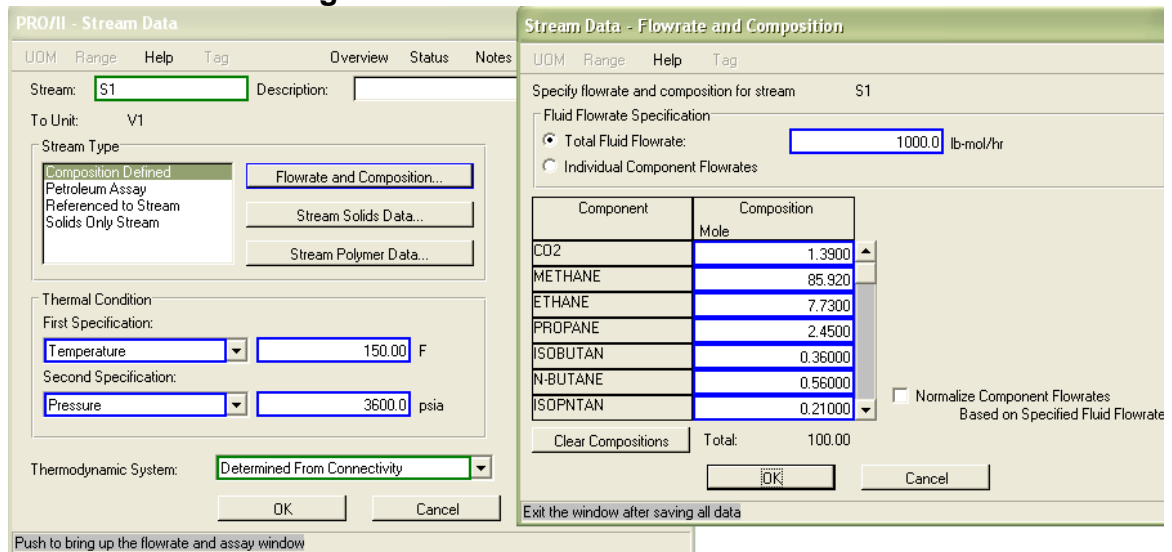 PRO/II - Stream Data
UOM Range Help Tag Overview Status Notes
Stream: S1 Description:
To Unit: V1
Stream Type
Composition Defined
Petroleum Assay
Referenced to Stream
Solids Only Stream
Flowrate and Composition...
Stream Solids Data...
Stream Polymer Data...
Thermal Condition
First Specification:
Temperature 150.00 F
Second Specification:
Pressure 3600.0 psia
Thermodynamic System: Determined From Connectivity
OK Cancel
Push to bring up the flowrate and assay window
Stream Data - Flowrate and Composition
UOM Range Help Tag
Specify flowrate and composition for stream S1
Fluid Flowrate Specification
Total Fluid Flowrate: 1000.0 lb-mol/hr
Individual Component Flowrates
Component Composition
Mole
CO2 1.3900
METHANE 85.920
ETHANE 7.7300
PROPANE 2.4500
ISOBUTAN 0.36000
N-BUTANE 0.56000
ISOPNTAN 0.21000
Normalize Component Flowrates
Based on Specified Fluid Flowrate
Clear Compositions Total: 100.00
OK Cancel
Exit the window after saving all data